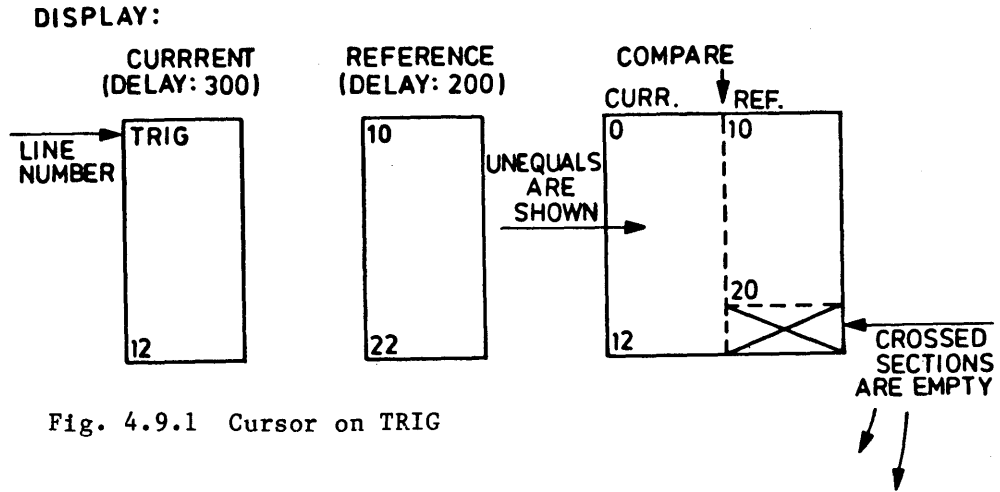 DISPLAY:
CURRRENT
(DELAY: 300)
REFERENCE
(DELAY: 200)
COMPARE
CURR.
REF.
LINE
NUMBER
TRIG
12
10
22
UNEQUALS
ARE
SHOWN
0
12
10
20
CROSSED
SECTIONS
ARE EMPTY
Fig. 4.9.1 Cursor on TRIG